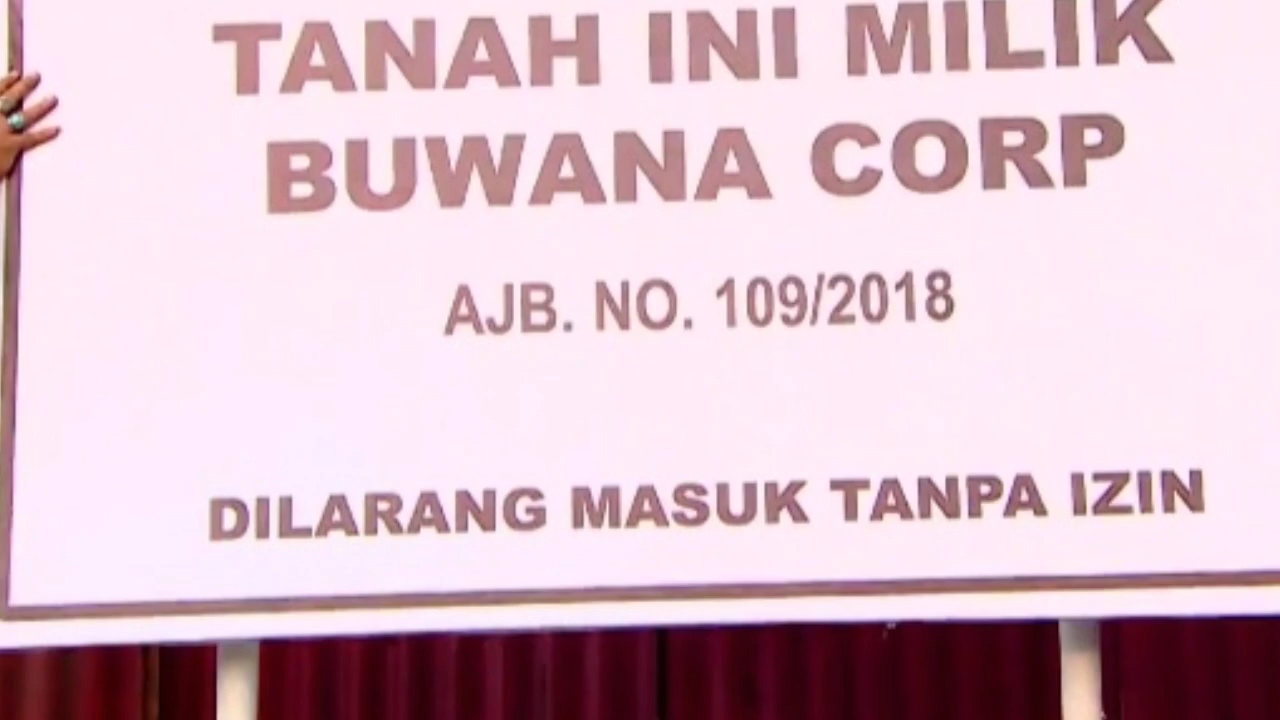 TANAH INI MILIK
BUWANA CORP
AJB. NO. 109/2018
DILARANG MASUK TANPA IZIN